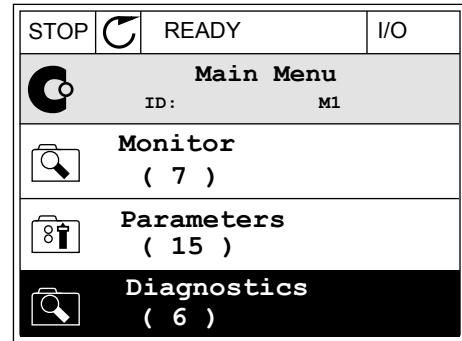 STOP READY I/O
Main Menu
ID: M1
Monitor
( 7 )
Parameters
( 15 )
Diagnostics
( 6 )